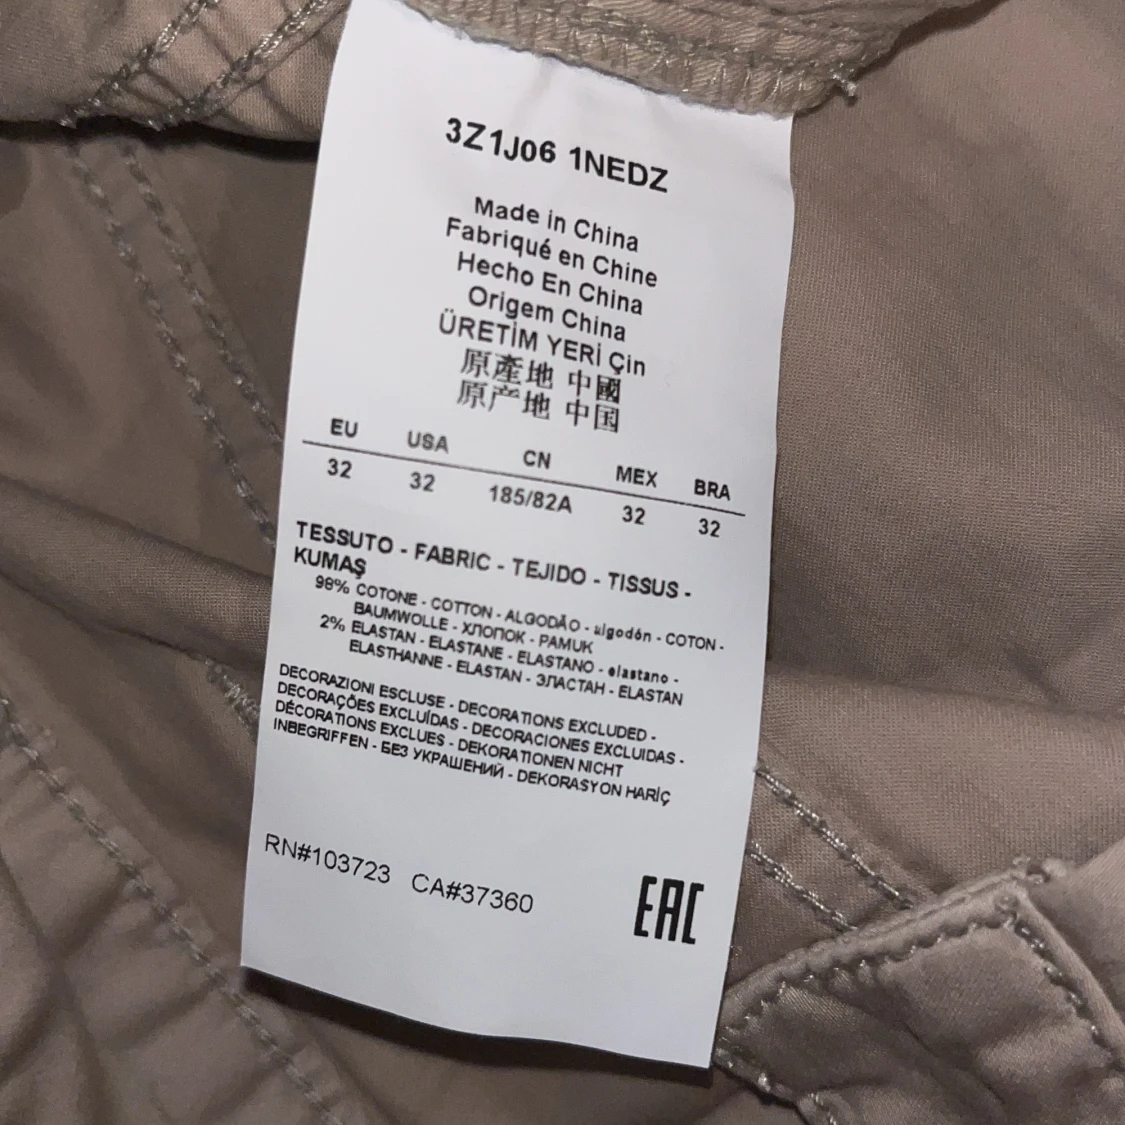 3Z1J06 1NEDZ
Made in China
Fabriqué en Chine
Hecho En China
Origem China
ÜRETİM YERİ Çin
原產地 中國
原产地 中国
EU USA CN MEX BRA
32 32 185/82A 32 32
TESSUTO - FABRIC - TEJIDO - TISSUS -
KUMAŞ
98% COTONE - COTTON - ALGODÃO - algodón - COTON -
BAUMWOLLE - ХЛОПОК - PAMUK
2% ELASTAN - ELASTANE - ELASTANO - elastano -
ELASTHANNE - ELASTAN - ЭЛАСТАН - ELASTAN
DECORAZIONI ESCLUSE - DECORATIONS EXCLUDED -
DECORAÇÕES EXCLUÍDAS - DECORACIONES EXCLUIDAS -
DÉCORATIONS EXCLUES - DEKORATIONEN NICHT
INBEGRIFFEN - БЕЗ УКРАШЕНИЙ - DEKORASYON HARİÇ
RN#103723 CA#37360
EAC